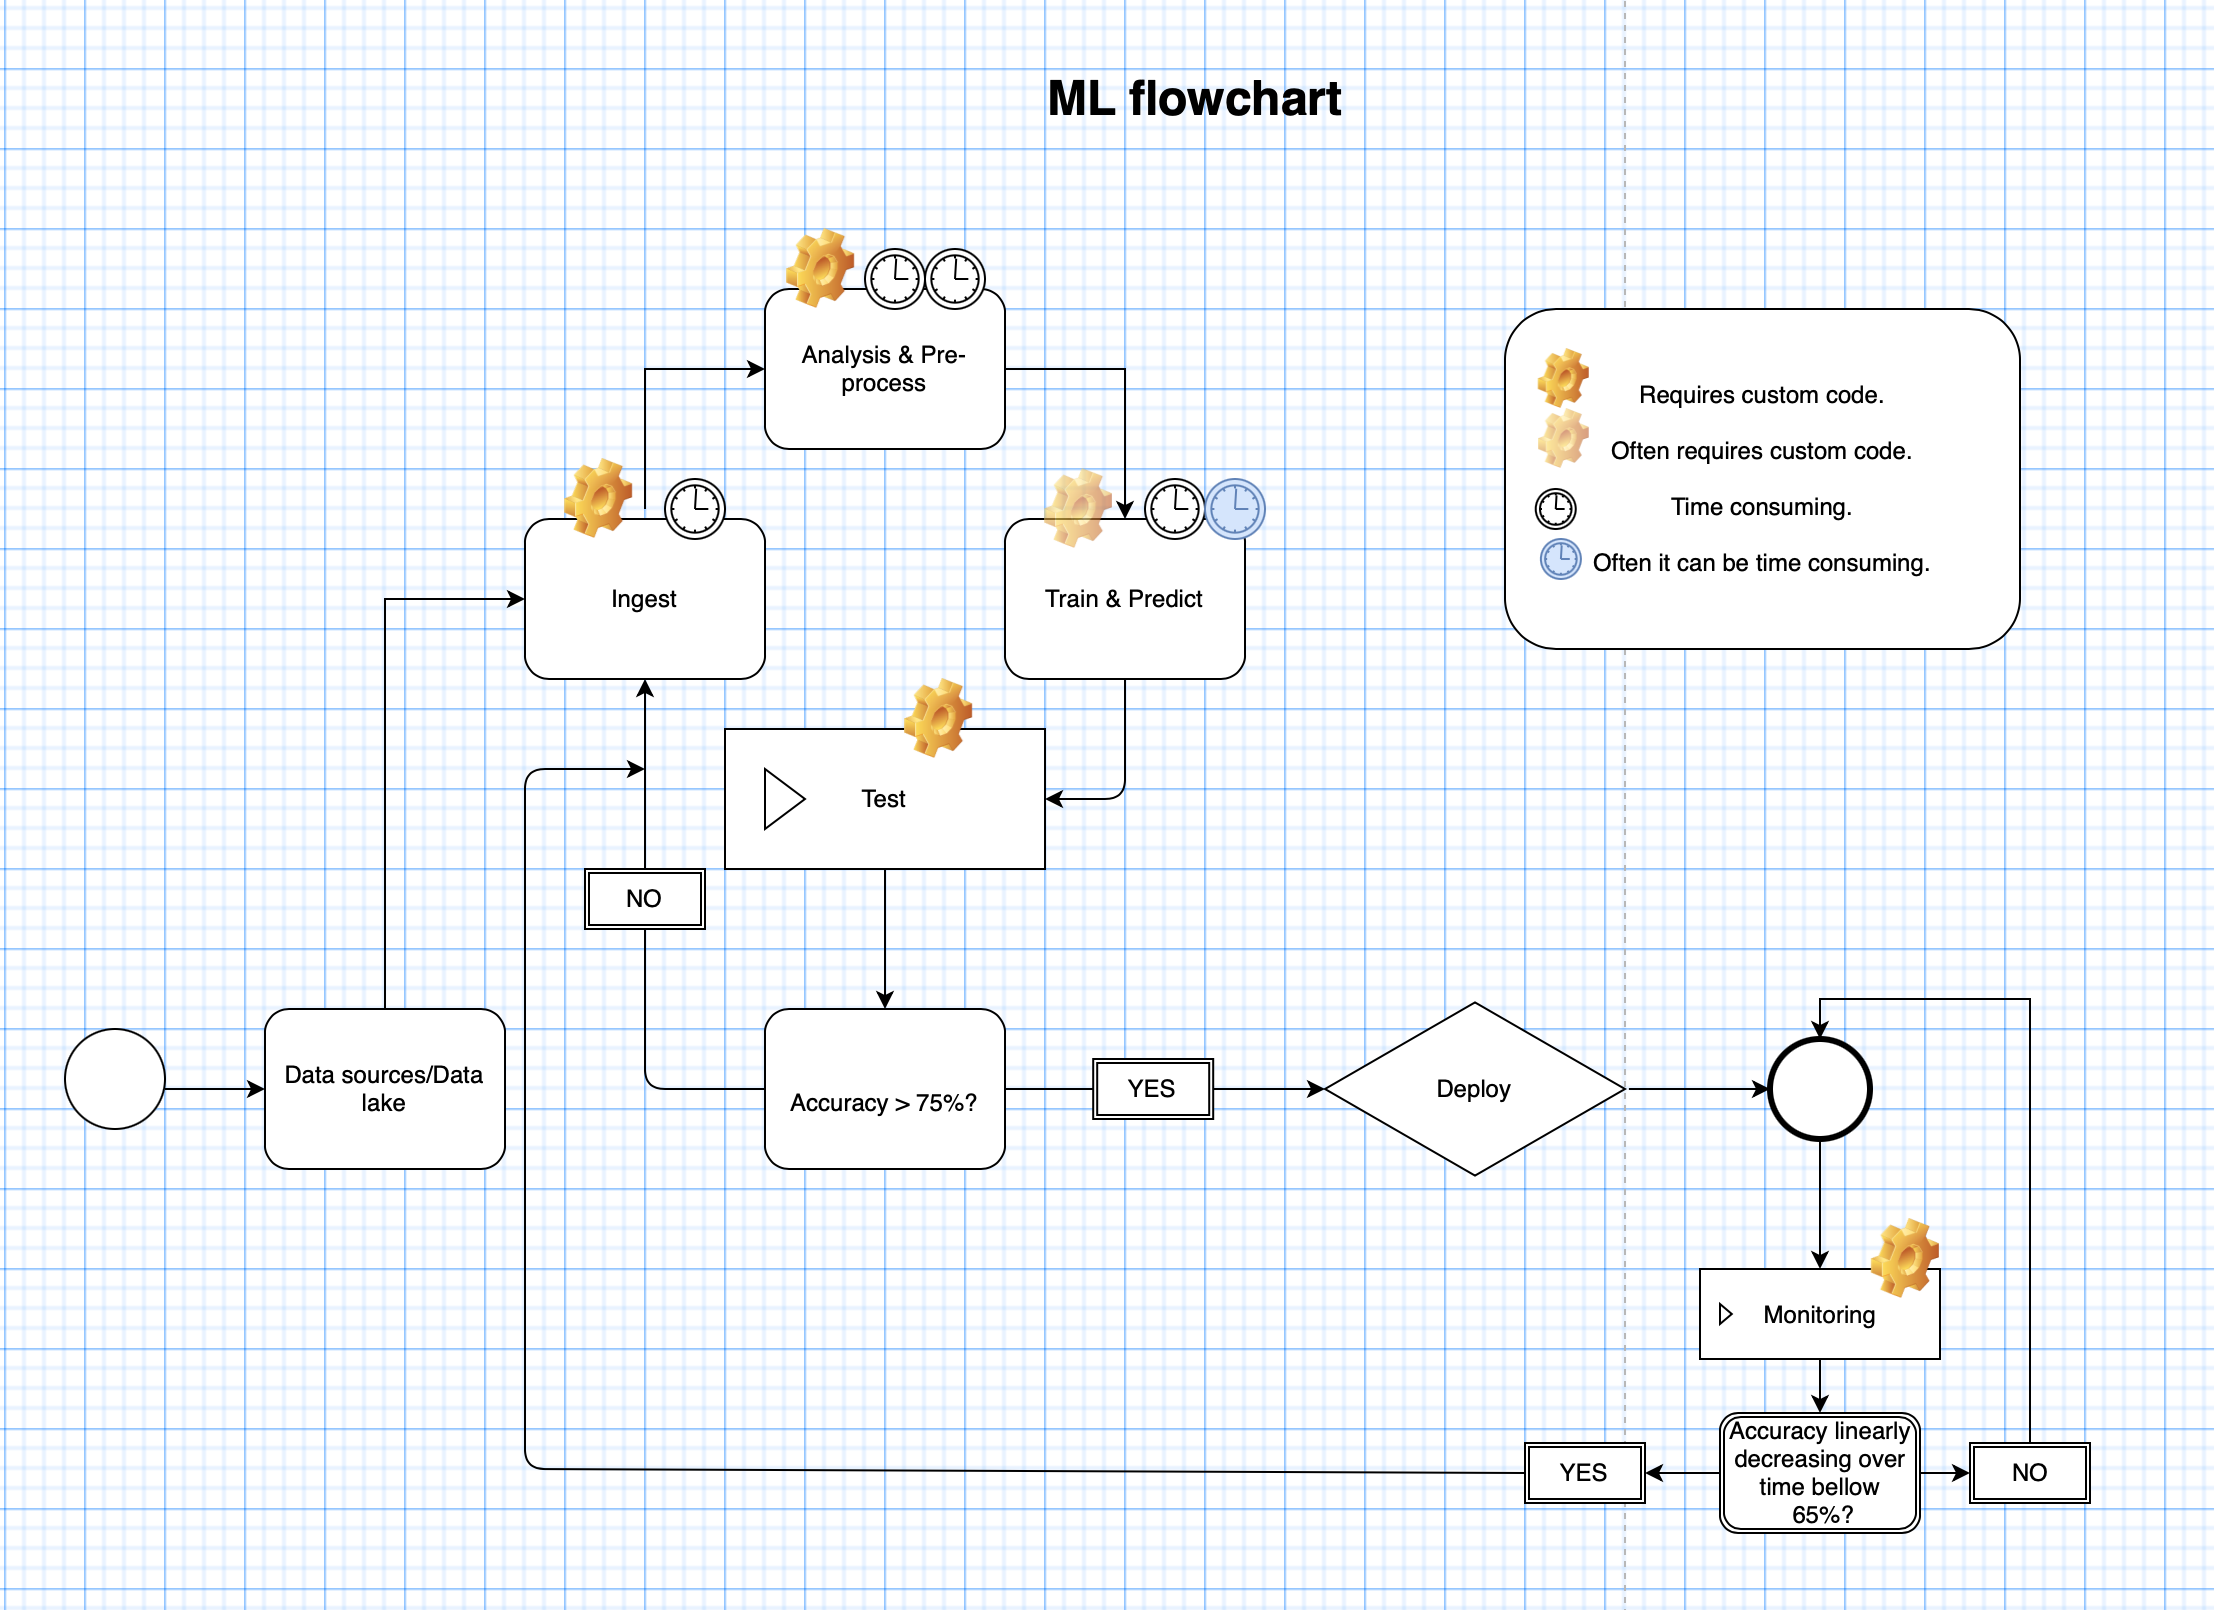 ML flowchart
Analysis & Pre-
process
Requires custom code.
Often requires custom code.
Time consuming.
Often it can be time consuming.
Ingest
Train & Predict
Test
NO
Data sources/Data
lake
Accuracy > 75%?
YES
Deploy
Monitoring
Accuracy linearly
decreasing over
time bellow
65%?
YES
NO